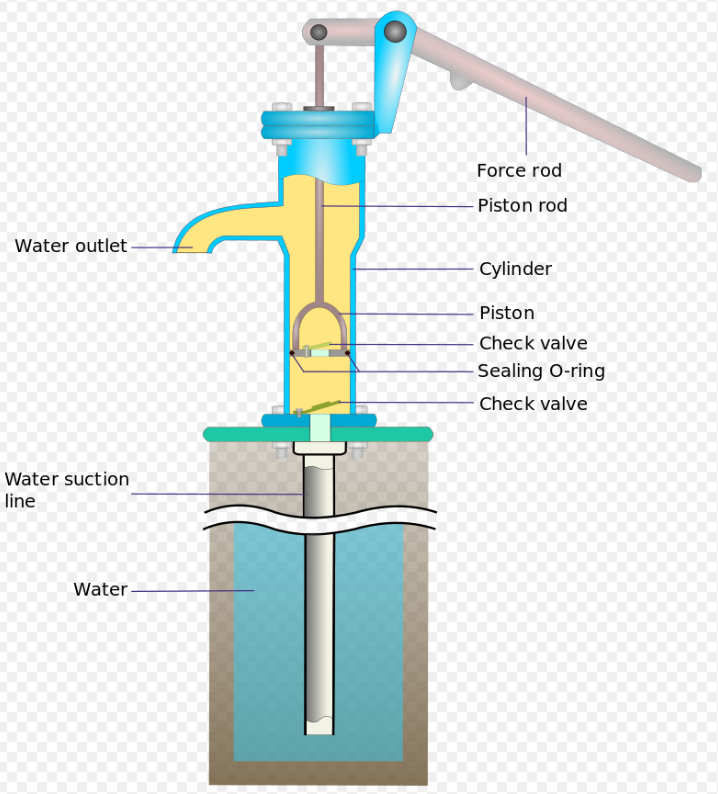 Force rod
Piston rod
Water outlet
Cylinder
Piston
Check valve
Sealing O-ring
Check valve
Water suction
line
Water